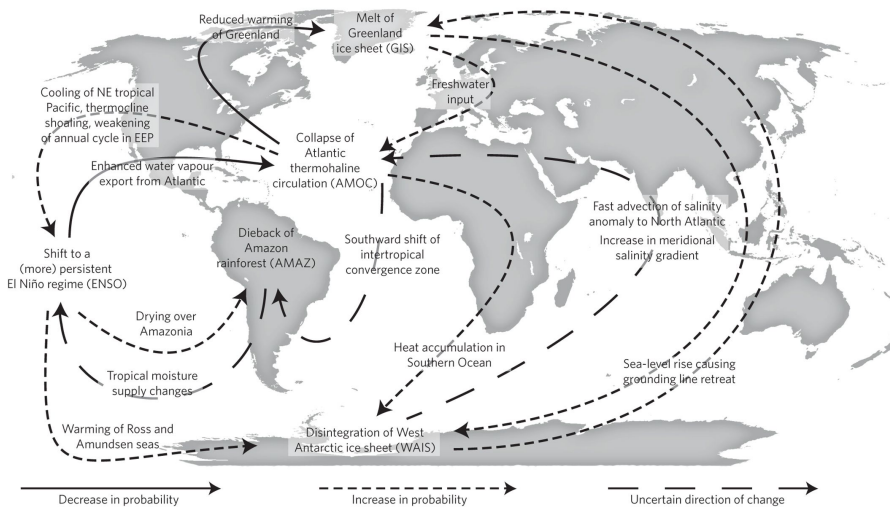 Reduced warming
of Greenland
Melt of
Greenland
ice sheet (GIS)
Freshwater
input
Cooling of NE tropical
Pacific, thermocline
shoaling, weakening
of annual cycle in EEP
Collapse of
Atlantic
thermohaline
circulation (AMOC)
Enhanced water vapour
export from Atlantic
Fast advection of salinity
anomaly to North Atlantic
Increase in meridional
salinity gradient
Shift to a
(more) persistent
El Niño regime (ENSO)
Dieback of
Amazon
rainforest (AMAZ)
Southward shift of
intertropical
convergence zone
Drying over
Amazonia
Heat accumulation in
Southern Ocean
Tropical moisture
supply changes
Sea-level rise causing
grounding line retreat
Warming of Ross and
Amundsen seas
Disintegration of West
Antarctic ice sheet (WAIS)
Decrease in probability
Increase in probability
Uncertain direction of change